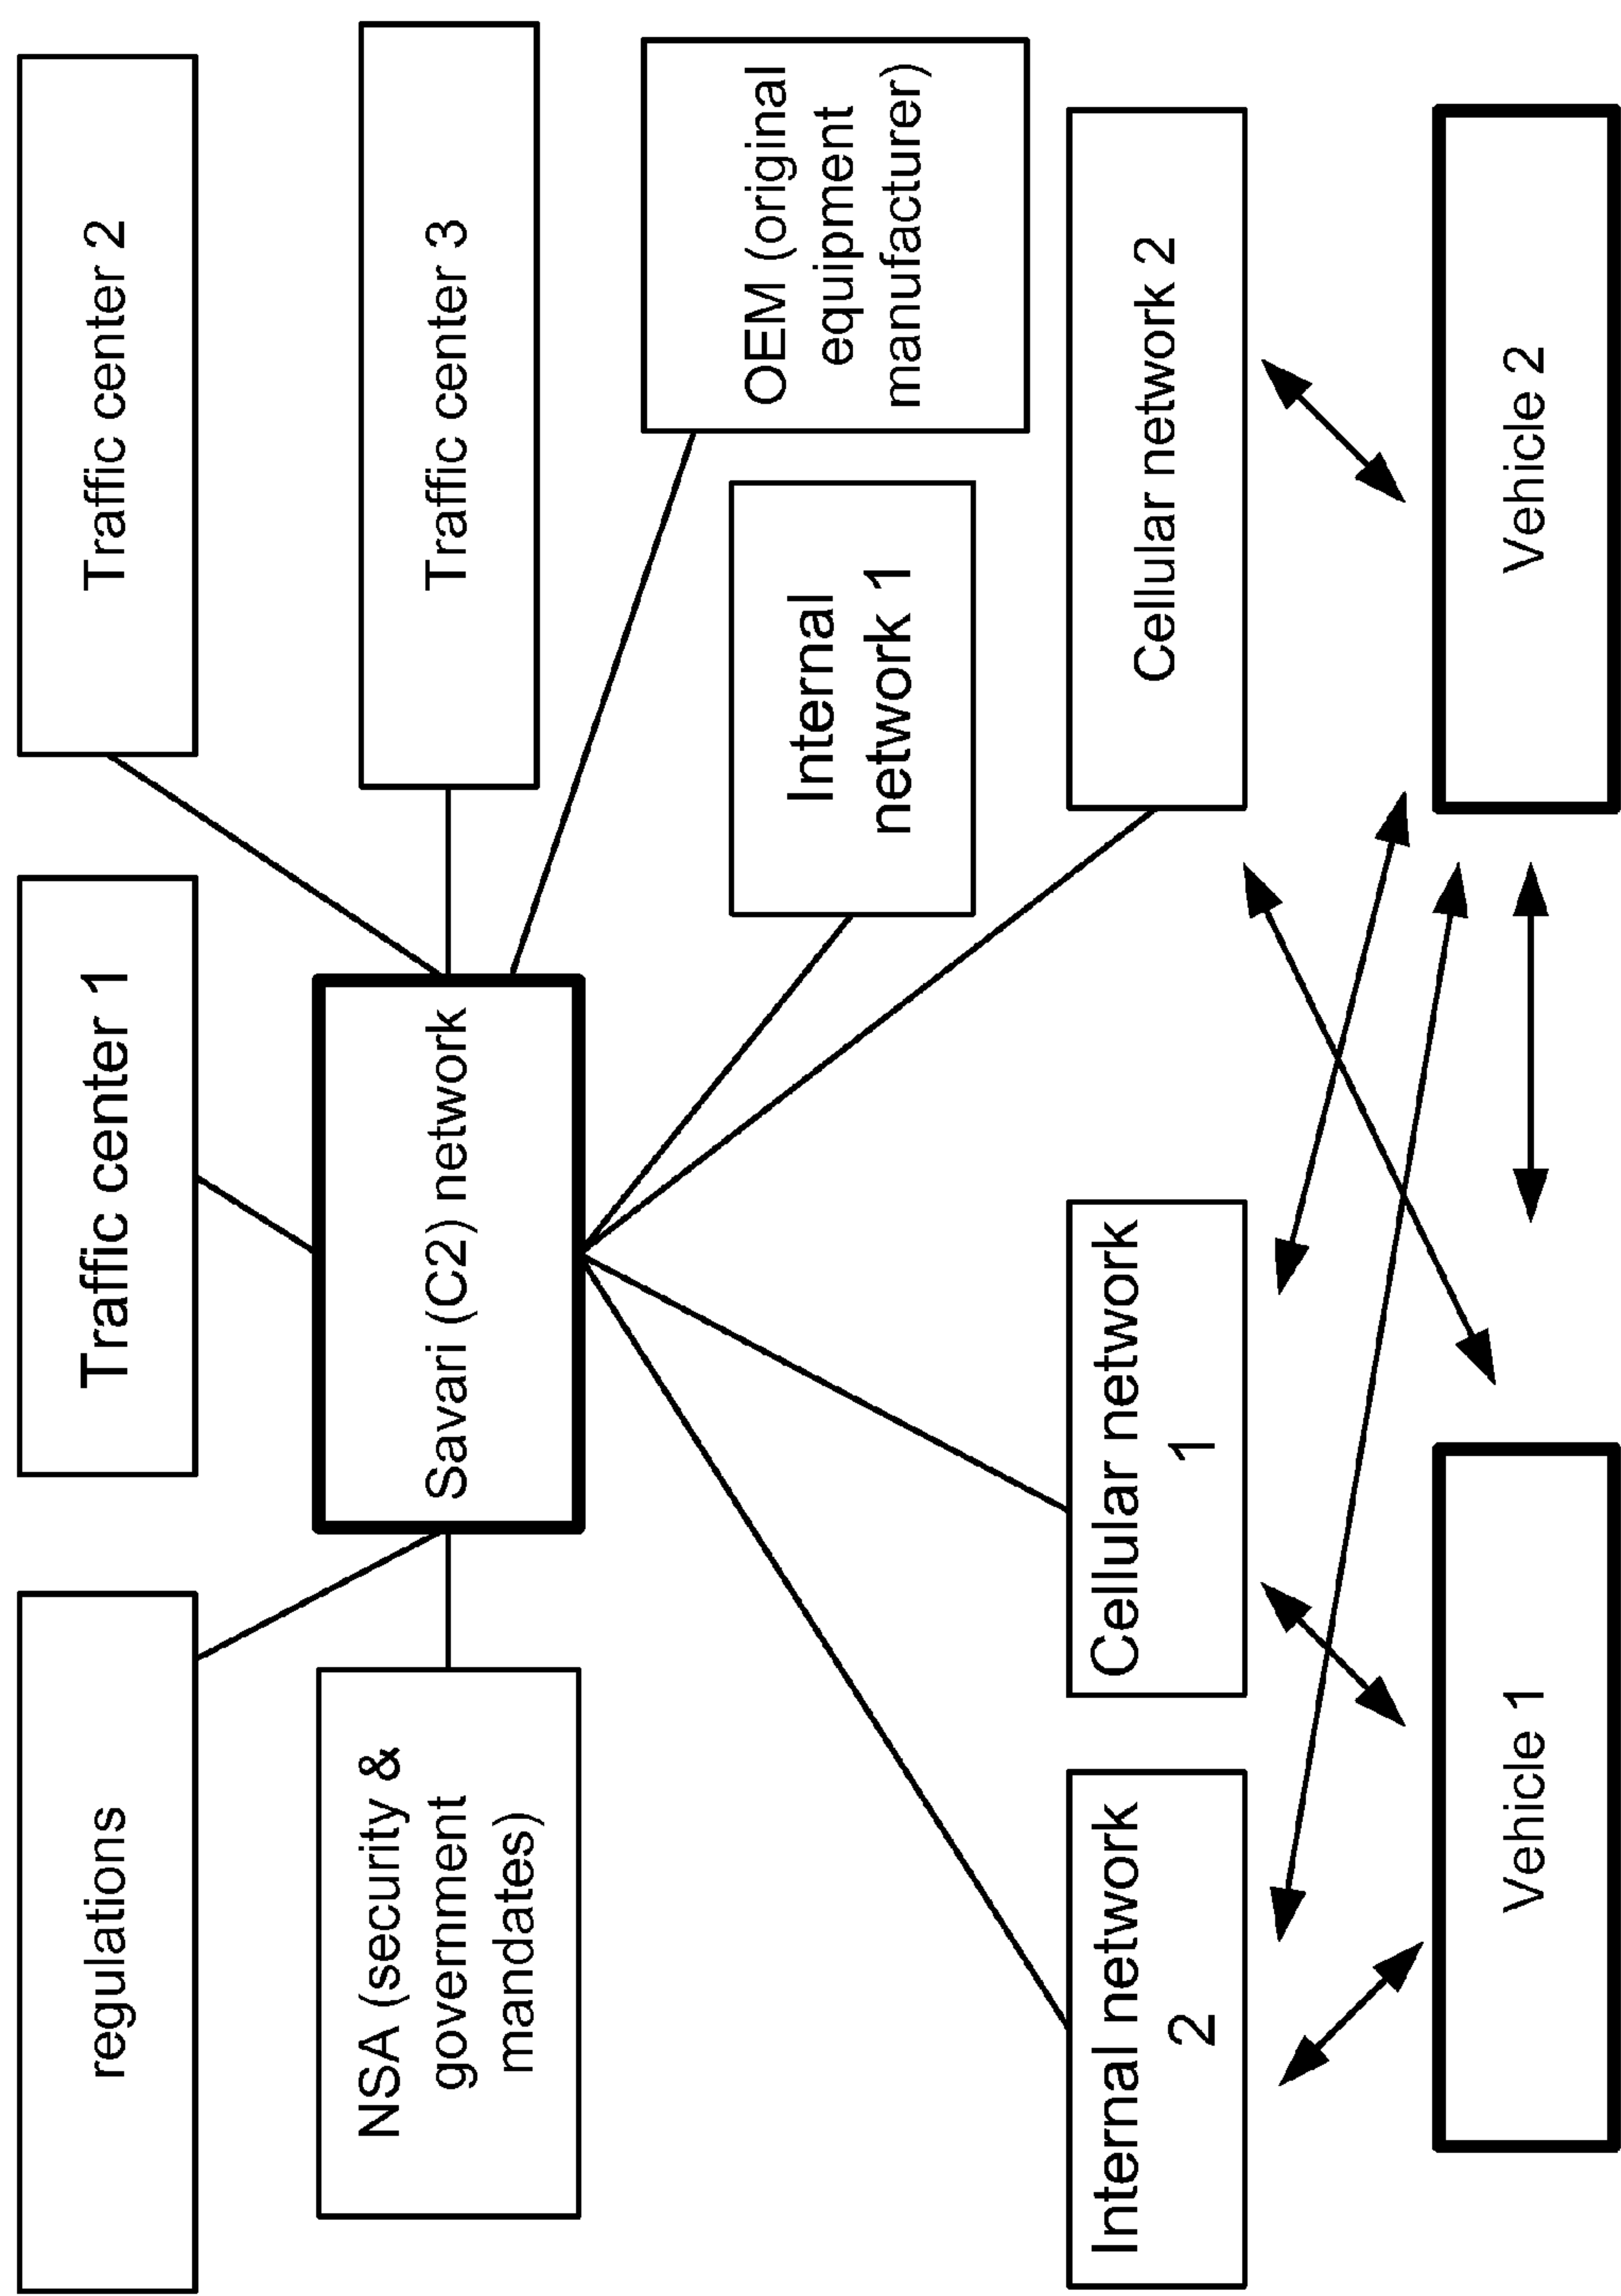 regulations
Traffic center 1
Traffic center 2
NSA (security &
government
mandates)
Savari (C2) network
Traffic center 3
OEM (original
equipment
manufacturer)
Internal
network 1
Internal network
2
Cellular network
1
Cellular network 2
Vehicle 1
Vehicle 2